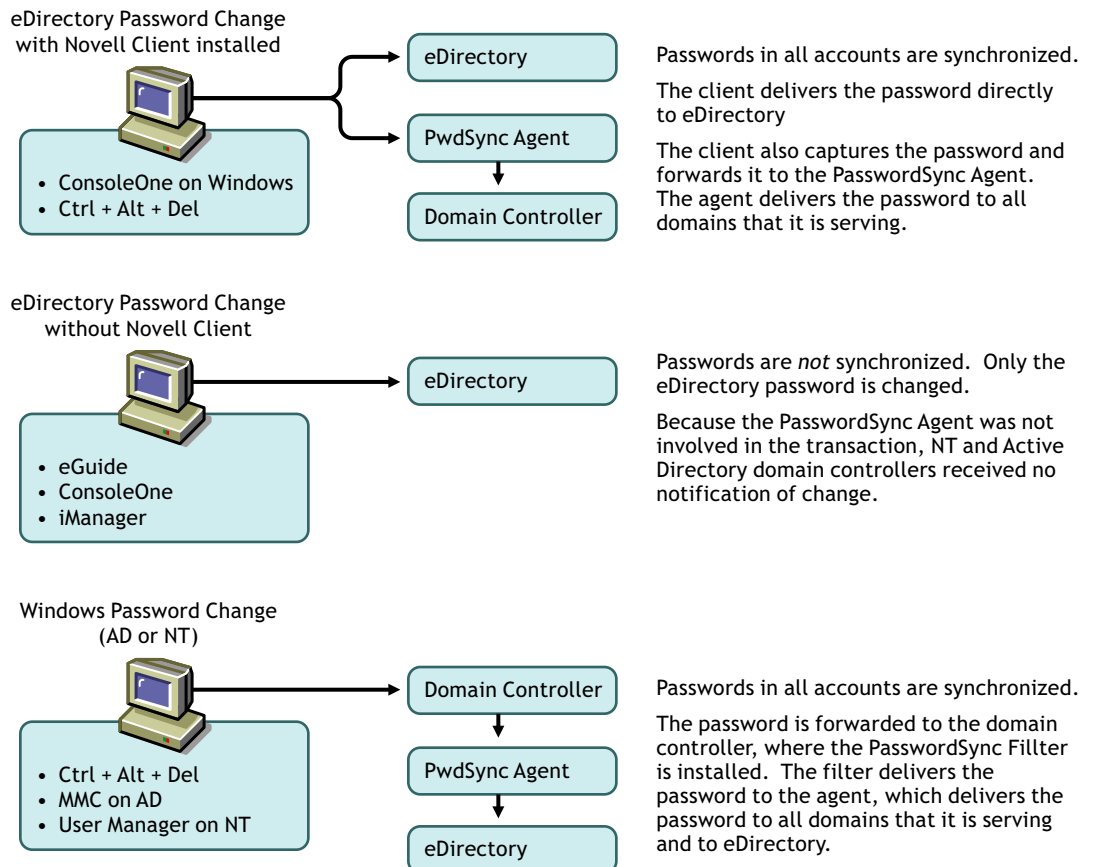 eDirectory Password Change
with Novell Client installed
• ConsoleOne on Windows
• Ctrl + Alt + Del
eDirectory
PwdSync Agent
Domain Controller
Passwords in all accounts are synchronized.
The client delivers the password directly
to eDirectory
The client also captures the password and
forwards it to the PasswordSync Agent.
The agent delivers the password to all
domains that it is serving.
eDirectory Password Change
without Novell Client
• eGuide
• ConsoleOne
• iManager
eDirectory
Passwords are not synchronized.  Only the
eDirectory password is changed.
Because the PasswordSync Agent was not
involved in the transaction, NT and Active
Directory domain controllers received no
notification of change.
Windows Password Change
(AD or NT)
• Ctrl + Alt + Del
• MMC on AD
• User Manager on NT
Domain Controller
PwdSync Agent
eDirectory
Passwords in all accounts are synchronized.
The password is forwarded to the domain
controller, where the PasswordSync Fillter
is installed.  The filter delivers the
password to the agent, which delivers the
password to all domains that it is serving
and to eDirectory.